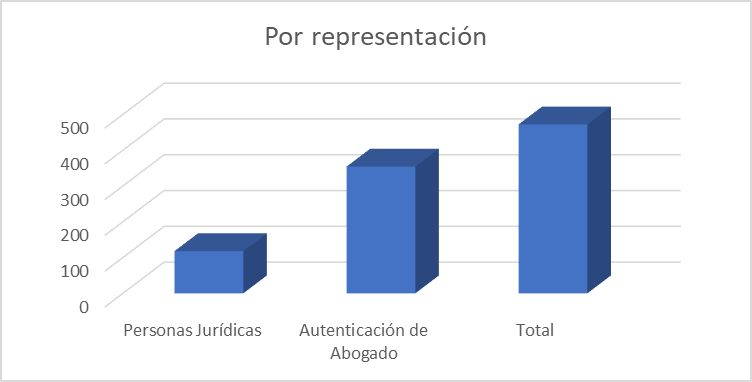 Por representación
500
400
300
200
100
0
Personas Jurídicas
Autenticación de
Abogado
Total